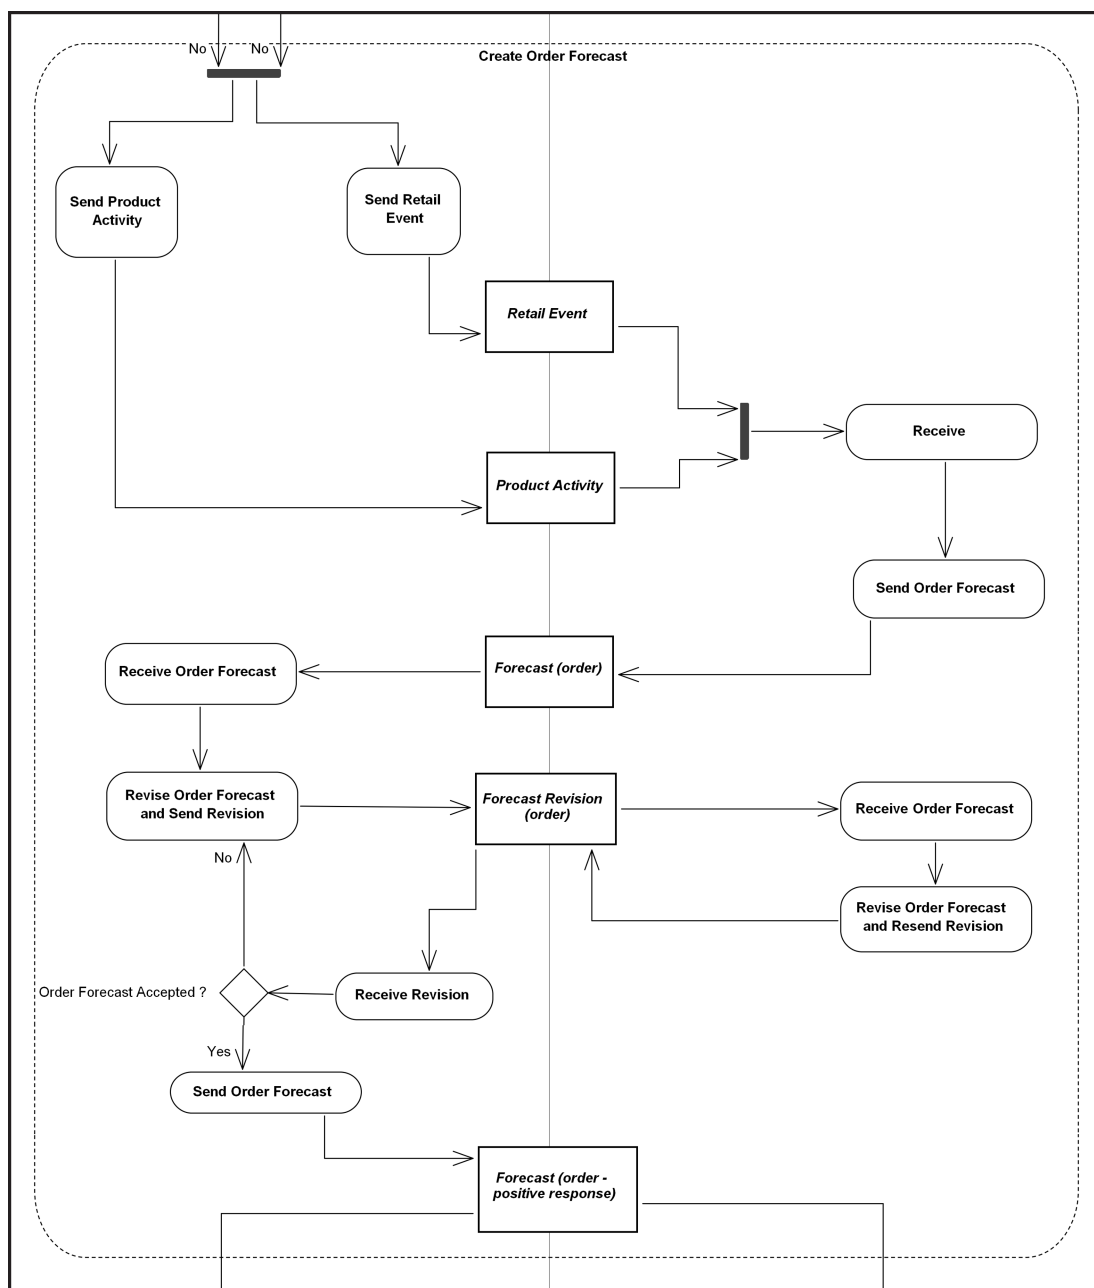 No
No
Create Order Forecast
Send Product
Activity
Send Retail
Event
Retail Event
Receive
Product Activity
Send Order Forecast
Forecast (order)
Receive Order Forecast
Revise Order Forecast
and Send Revision
Forecast Revision
(order)
Receive Order Forecast
No
Revise Order Forecast
and Resend Revision
Order Forecast Accepted ?
Receive Revision
Yes
Send Order Forecast
Forecast (order -
positive response)